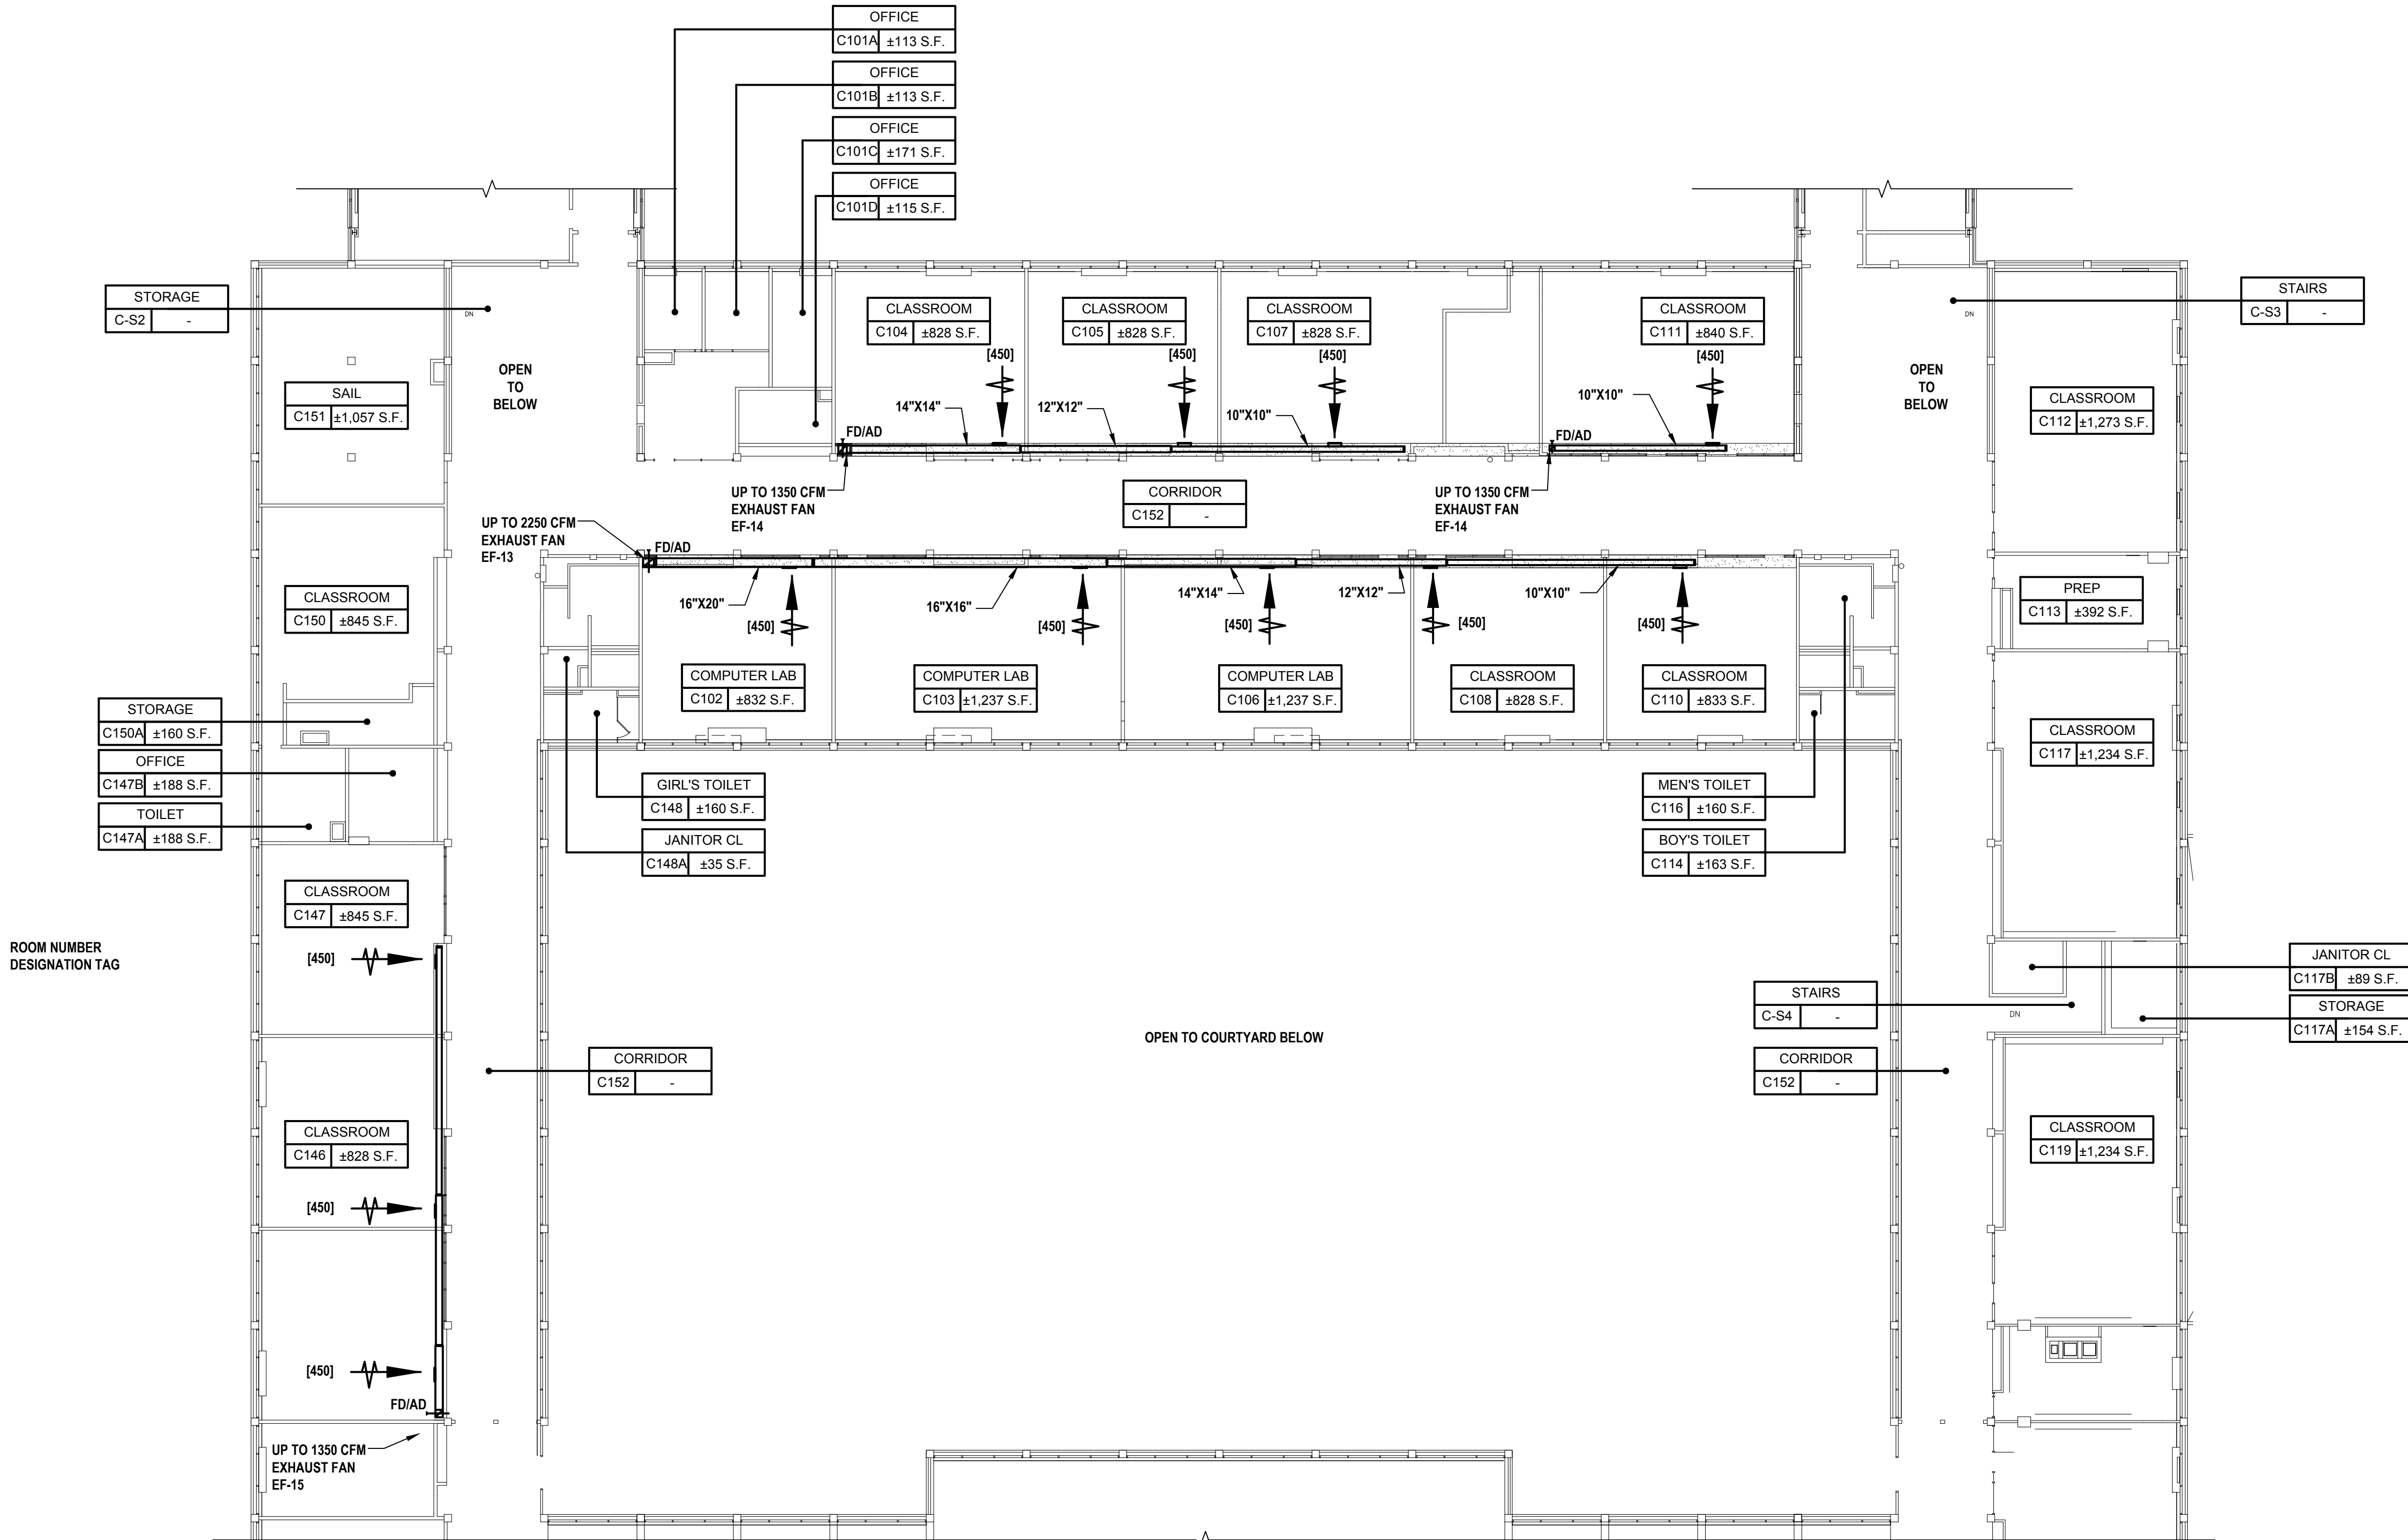 OFFICE
C101A ±113 S.F.
OFFICE
C101B ±113 S.F.
OFFICE
C101C ±171 S.F.
OFFICE
C101D ±115 S.F.
STORAGE
C-S2 -
DN
STAIRS
C-S3 -
DN
CLASSROOM
C104 ±828 S.F.
[450]
CLASSROOM
C105 ±828 S.F.
[450]
CLASSROOM
C107 ±828 S.F.
[450]
CLASSROOM
C111 ±840 S.F.
[450]
OPEN
TO
BELOW
OPEN
TO
BELOW
SAIL
C151 ±1,057 S.F.
CLASSROOM
C112 ±1,273 S.F.
14"X14"
12"X12"
10"X10"
10"X10"
FD/AD
FD/AD
UP TO 1350 CFM
EXHAUST FAN
EF-14
CORRIDOR
C152 -
UP TO 1350 CFM
EXHAUST FAN
EF-14
UP TO 2250 CFM
EXHAUST FAN
EF-13
FD/AD
16"X20"
16"X16"
14"X14"
12"X12"
10"X10"
[450]
[450]
[450]
[450]
[450]
CLASSROOM
C150 ±845 S.F.
PREP
C113 ±392 S.F.
COMPUTER LAB
C102 ±832 S.F.
COMPUTER LAB
C103 ±1,237 S.F.
COMPUTER LAB
C106 ±1,237 S.F.
CLASSROOM
C108 ±828 S.F.
CLASSROOM
C110 ±833 S.F.
STORAGE
C150A ±160 S.F.
OFFICE
C147B ±188 S.F.
TOILET
C147A ±188 S.F.
CLASSROOM
C117 ±1,234 S.F.
GIRL'S TOILET
C148 ±160 S.F.
JANITOR CL
C148A ±35 S.F.
MEN'S TOILET
C116 ±160 S.F.
BOY'S TOILET
C114 ±163 S.F.
CLASSROOM
C147 ±845 S.F.
ROOM NUMBER
DESIGNATION TAG
[450]
JANITOR CL
C117B ±89 S.F.
STORAGE
C117A ±154 S.F.
STAIRS
C-S4 -
DN
OPEN TO COURTYARD BELOW
CORRIDOR
C152 -
CORRIDOR
C152 -
CLASSROOM
C146 ±828 S.F.
CLASSROOM
C119 ±1,234 S.F.
[450]
[450]
FD/AD
UP TO 1350 CFM
EXHAUST FAN
EF-15